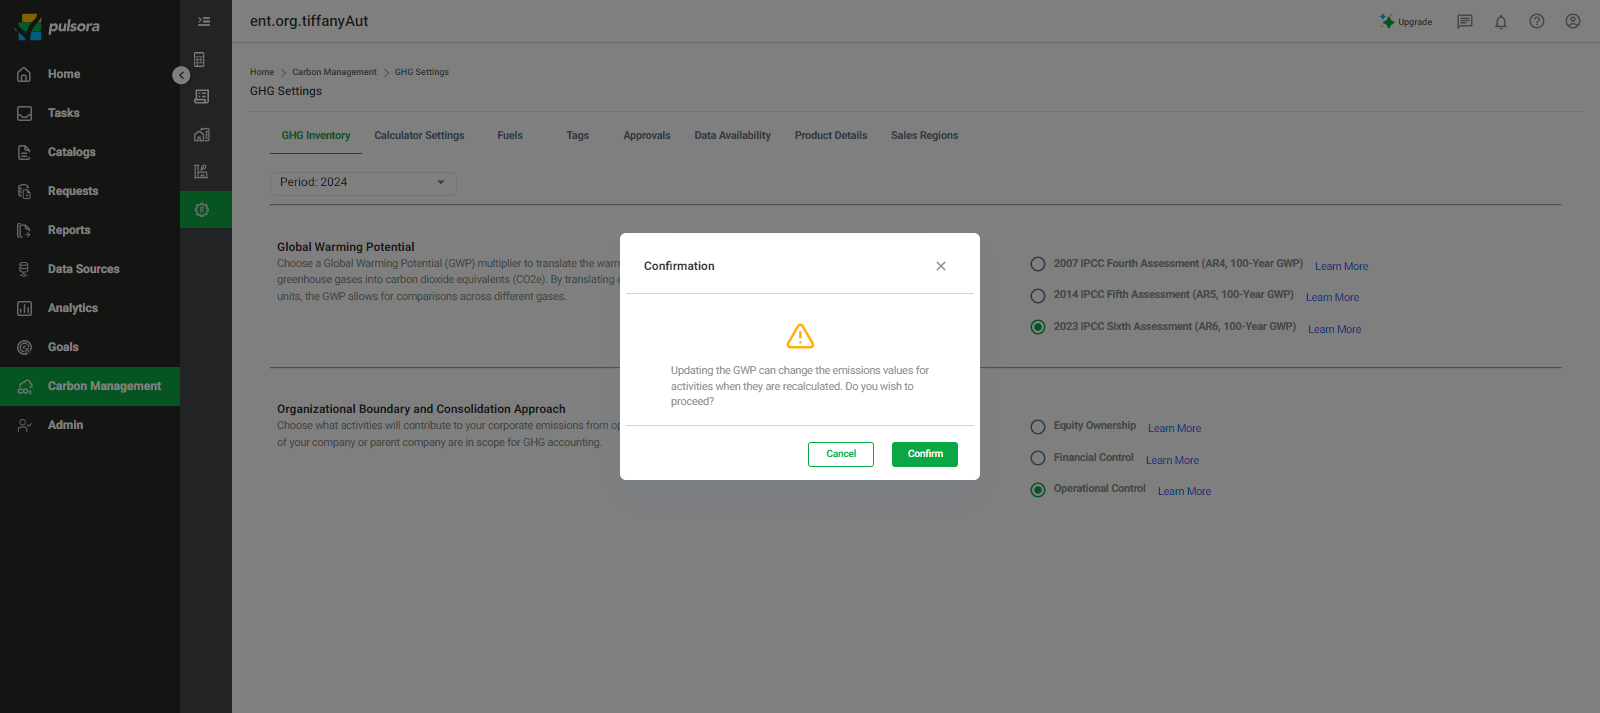 pulsora
ent.org.tiffanyAut
Upgrade
Home
Tasks
Catalogs
Requests
Reports
Data Sources
Analytics
Goals
Carbon Management
Admin
Home > Carbon Management > GHG Settings
GHG Settings
GHG Inventory
Calculator Settings
Fuels
Tags
Approvals
Data Availability
Product Details
Sales Regions
Period: 2024
Global Warming Potential
Choose a Global Warming Potential (GWP) multiplier to translate the warm
greenhouse gases into carbon dioxide equivalents (CO2e). By translating
units, the GWP allows for comparisons across different gases.
2007 IPCC Fourth Assessment (AR4, 100-Year GWP) Learn More
2014 IPCC Fifth Assessment (AR5, 100-Year GWP) Learn More
2023 IPCC Sixth Assessment (AR6, 100-Year GWP) Learn More
Organizational Boundary and Consolidation Approach
Choose what activities will contribute to your corporate emissions from
of your company or parent company are in scope for GHG accounting.
Equity Ownership Learn More
Financial Control Learn More
Operational Control Learn More
Confirmation
Updating the GWP can change the emissions values for
activities when they are recalculated. Do you wish to
proceed?
Cancel
Confirm